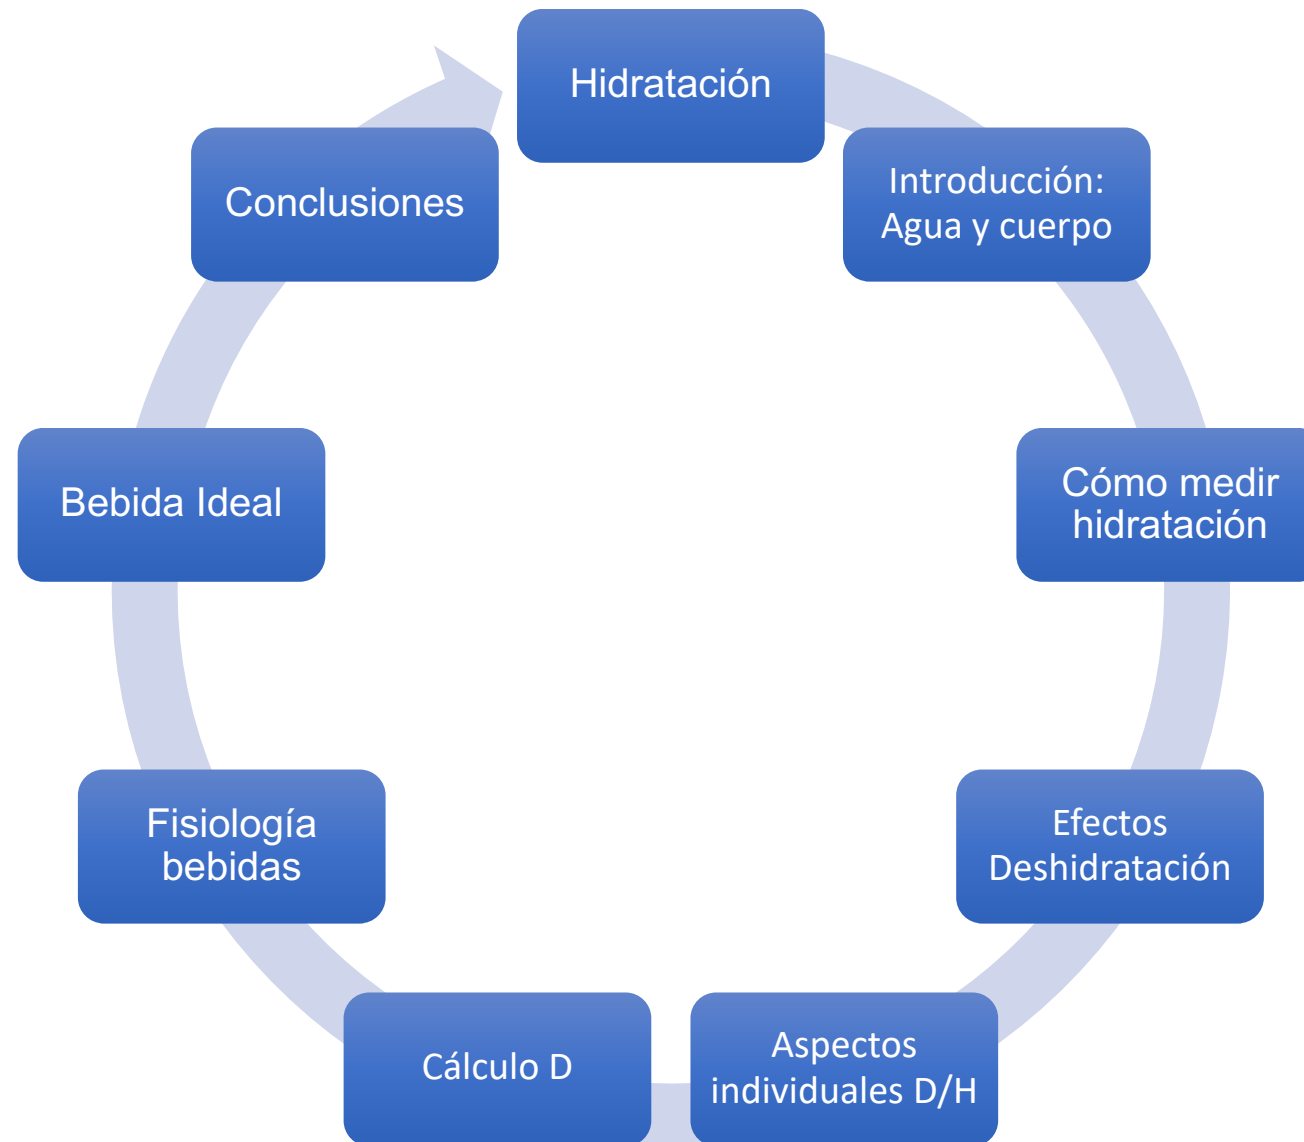 Hidratación
Introducción:
Agua y cuerpo
Cómo medir
hidratación
Efectos
Deshidratación
Aspectos
individuales D/H
Cálculo D
Fisiología
bebidas
Bebida Ideal
Conclusiones